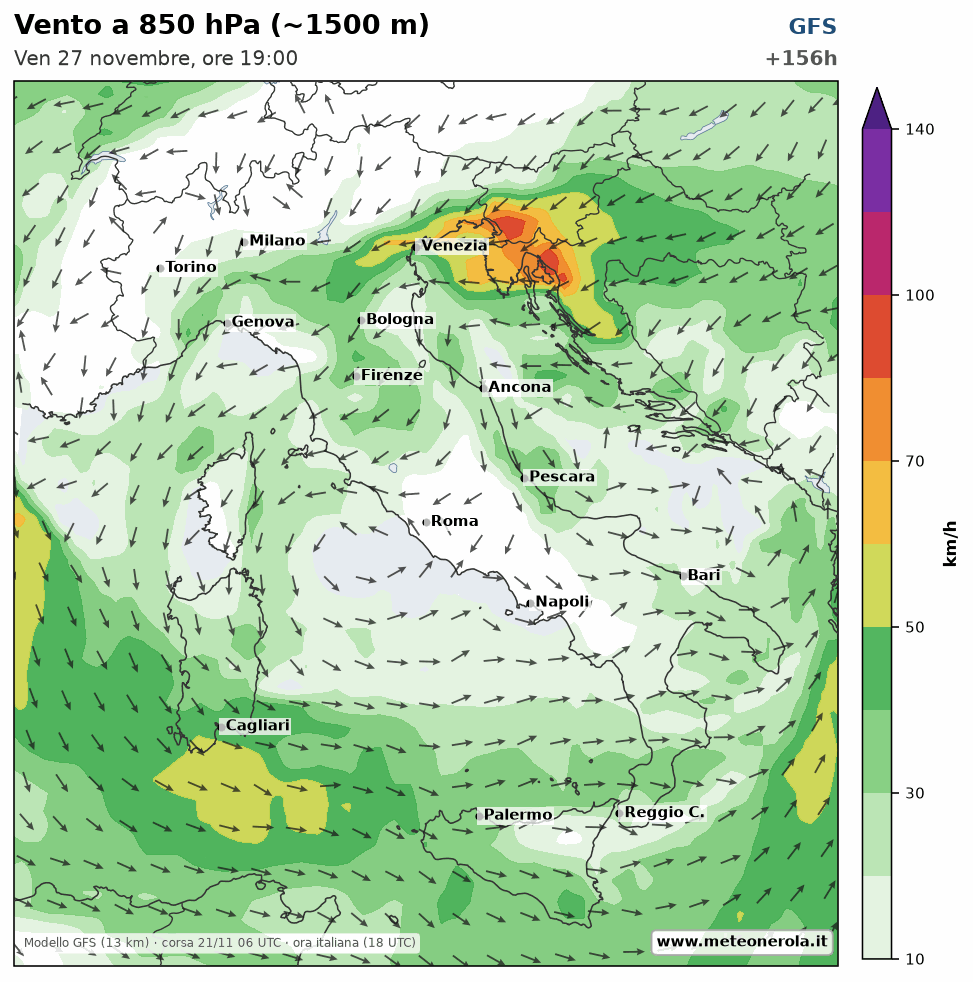 Vento a 850 hPa (~1500 m)
GFS
Ven 27 novembre, ore 19:00
+156h
140
Milano
Venezia
Torino
100
Genova
Bologna
Firenze
Ancona
70
Pescara
Roma
km/h
Bari
Napoli
50
Cagliari
30
Palermo
Reggio C.
Modello GFS (13 km) · corsa 21/11 06 UTC · ora italiana (18 UTC)
www.meteonerola.it
10